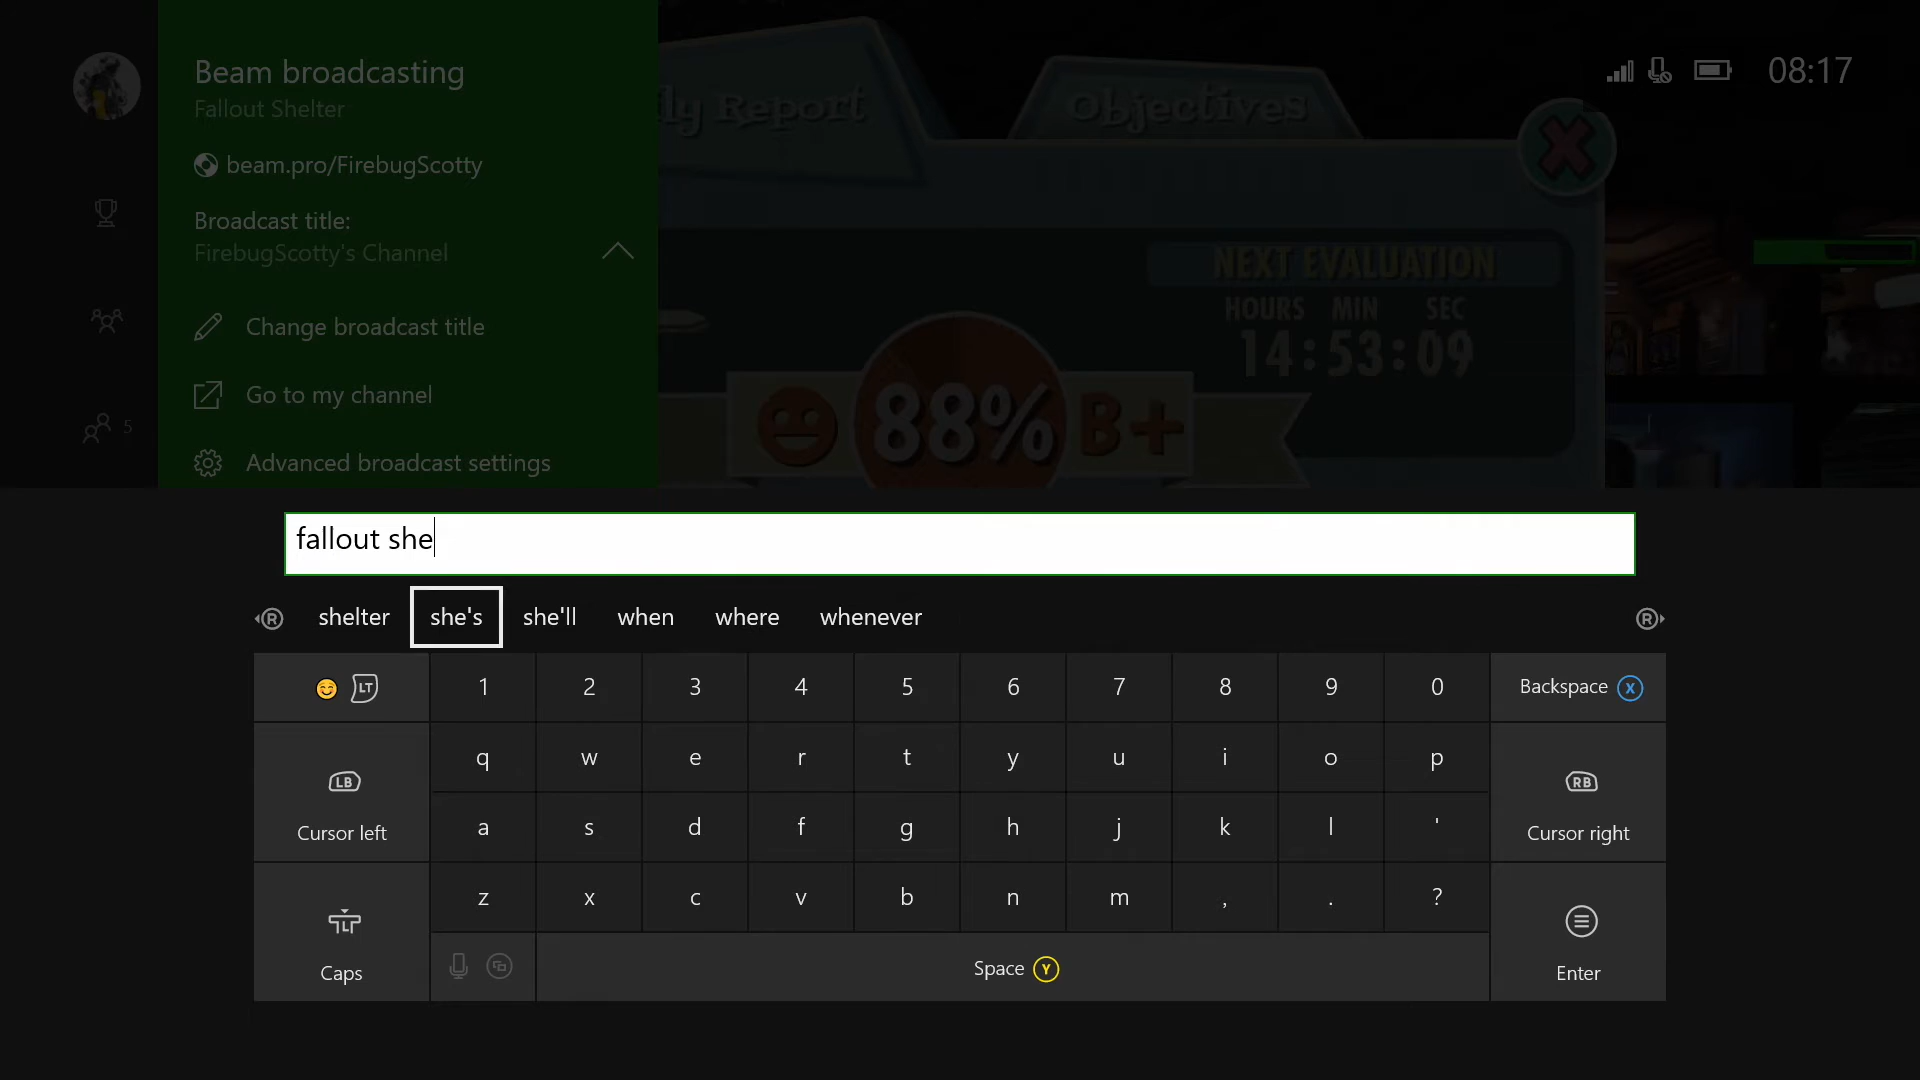 Beam broadcasting
Fallout Shelter
beam.pro/FirebugScotty
Broadcast title:
FirebugScotty's Channel
Change broadcast title
Go to my channel
Advanced broadcast settings
5
Report
Objectives
08:17
NEXT EVALUATION
HOURS MIN SEC
14:53:09
88% B+
fallout she
R shelter she's she'll when where whenever R
LT 1 2 3 4 5 6 7 8 9 0 Backspace X
LB Cursor left
q w e r t y u i o p
RB Cursor right
a s d f g h j k l '
Caps
z x c v b n m , . ?
Enter
Space Y